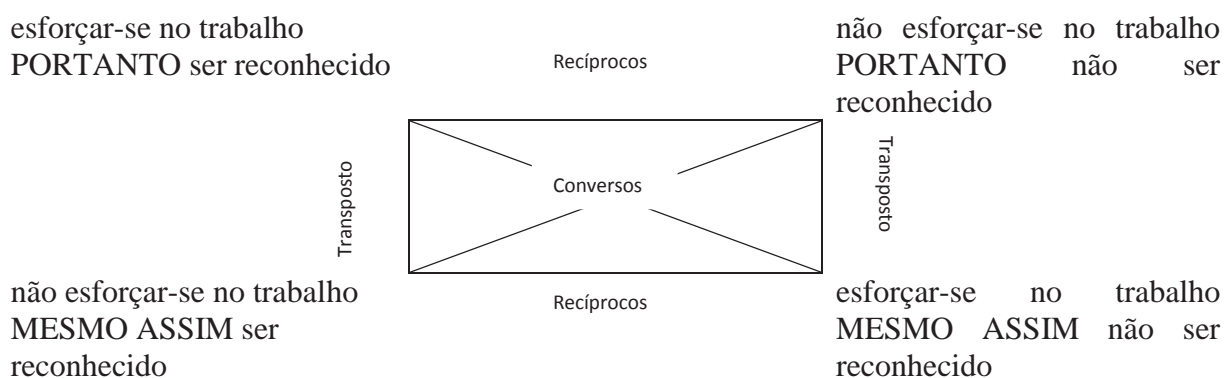 esforçar-se no trabalho
PORTANTO ser reconhecido
Recíprocos
não esforçar-se no trabalho
PORTANTO não ser
reconhecido
Transposto
Conversos
Transposto
não esforçar-se no trabalho
MESMO ASSIM ser
reconhecido
Recíprocos
esforçar-se no trabalho
MESMO ASSIM não ser
reconhecido